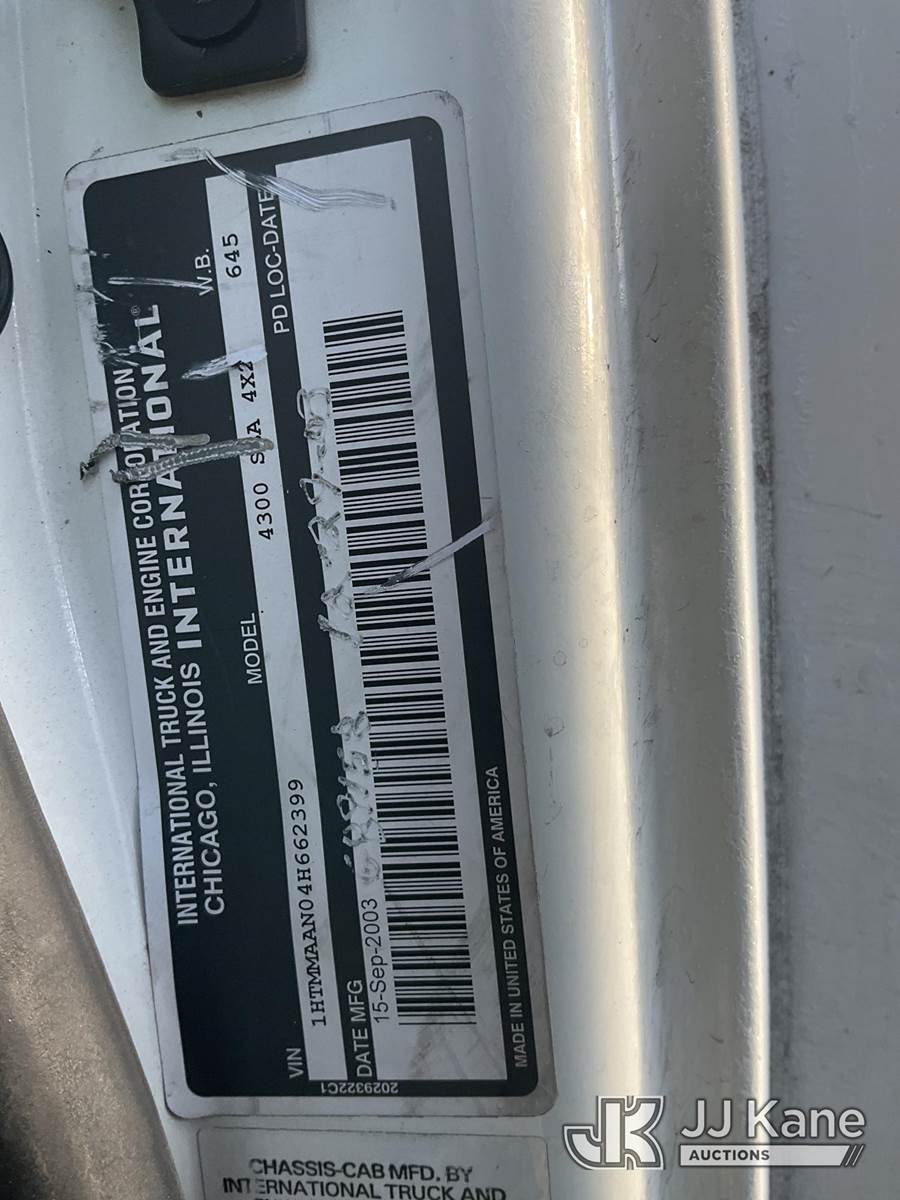 INTERNATIONAL TRUCK AND ENGINE CORPORATION
CHICAGO, ILLINOIS INTERNATIONAL®
MODEL W.B.
4300 4X2 645
VIN PD LOC-DATE
1HTMMAAN04H662399
DATE MFG
15-Sep-2003
MADE IN UNITED STATES OF AMERICA
2029322C1
CHASSIS-CAB MFD. BY
INTERNATIONAL TRUCK AND
JK JJ Kane
AUCTIONS